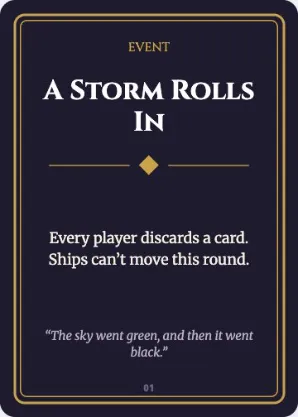 EVENT
A Storm Rolls
In
Every player discards a card.
Ships can’t move this round.
“The sky went green, and then it went
black.”
01